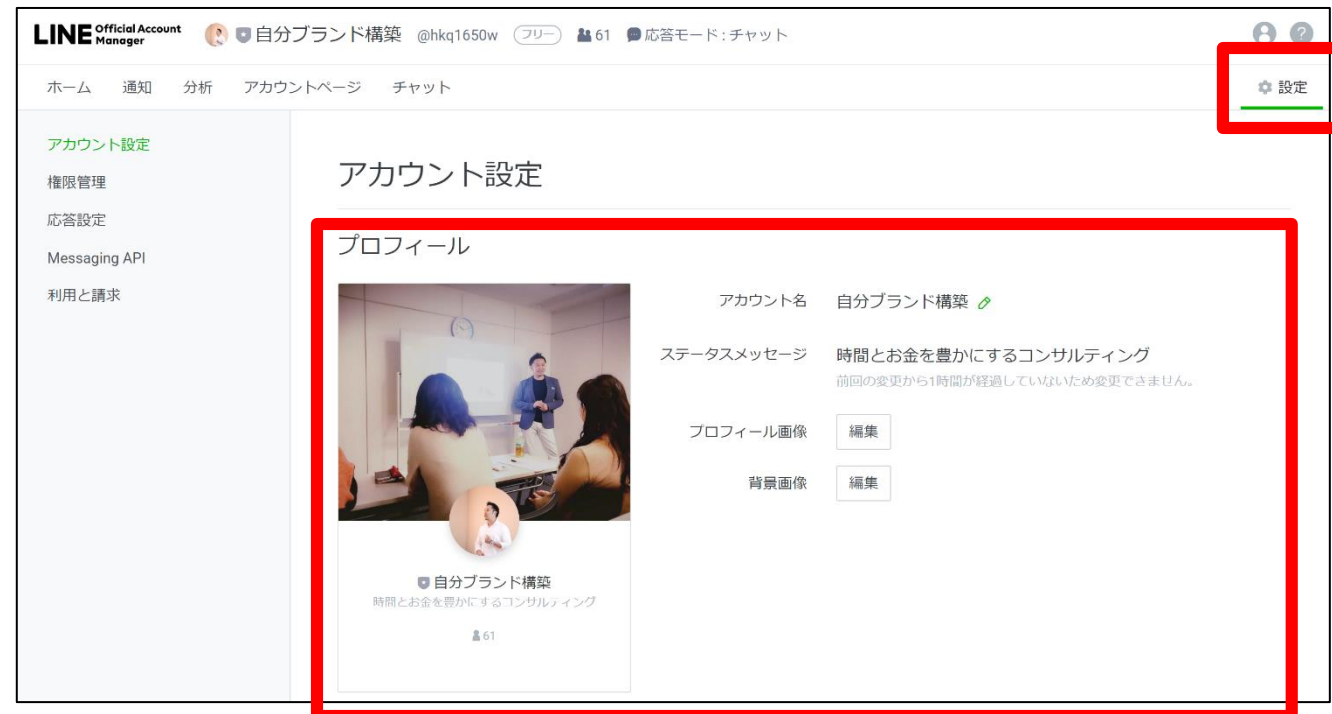 LINE Official Account Manager 自分ブランド構築 @hkq1650w フリー 61 応答モード : チャット
ホーム 通知 分析 アカウントページ チャット 設定
アカウント設定
権限管理
応答設定
Messaging API
利用と請求
アカウント設定
プロフィール
アカウント名 自分ブランド構築
ステータスメッセージ 時間とお金を豊かにするコンサルティング
前回の変更から1時間が経過していないため変更できません。
プロフィール画像 編集
背景画像 編集
自分ブランド構築
時間とお金を豊かにするコンサルティング
61